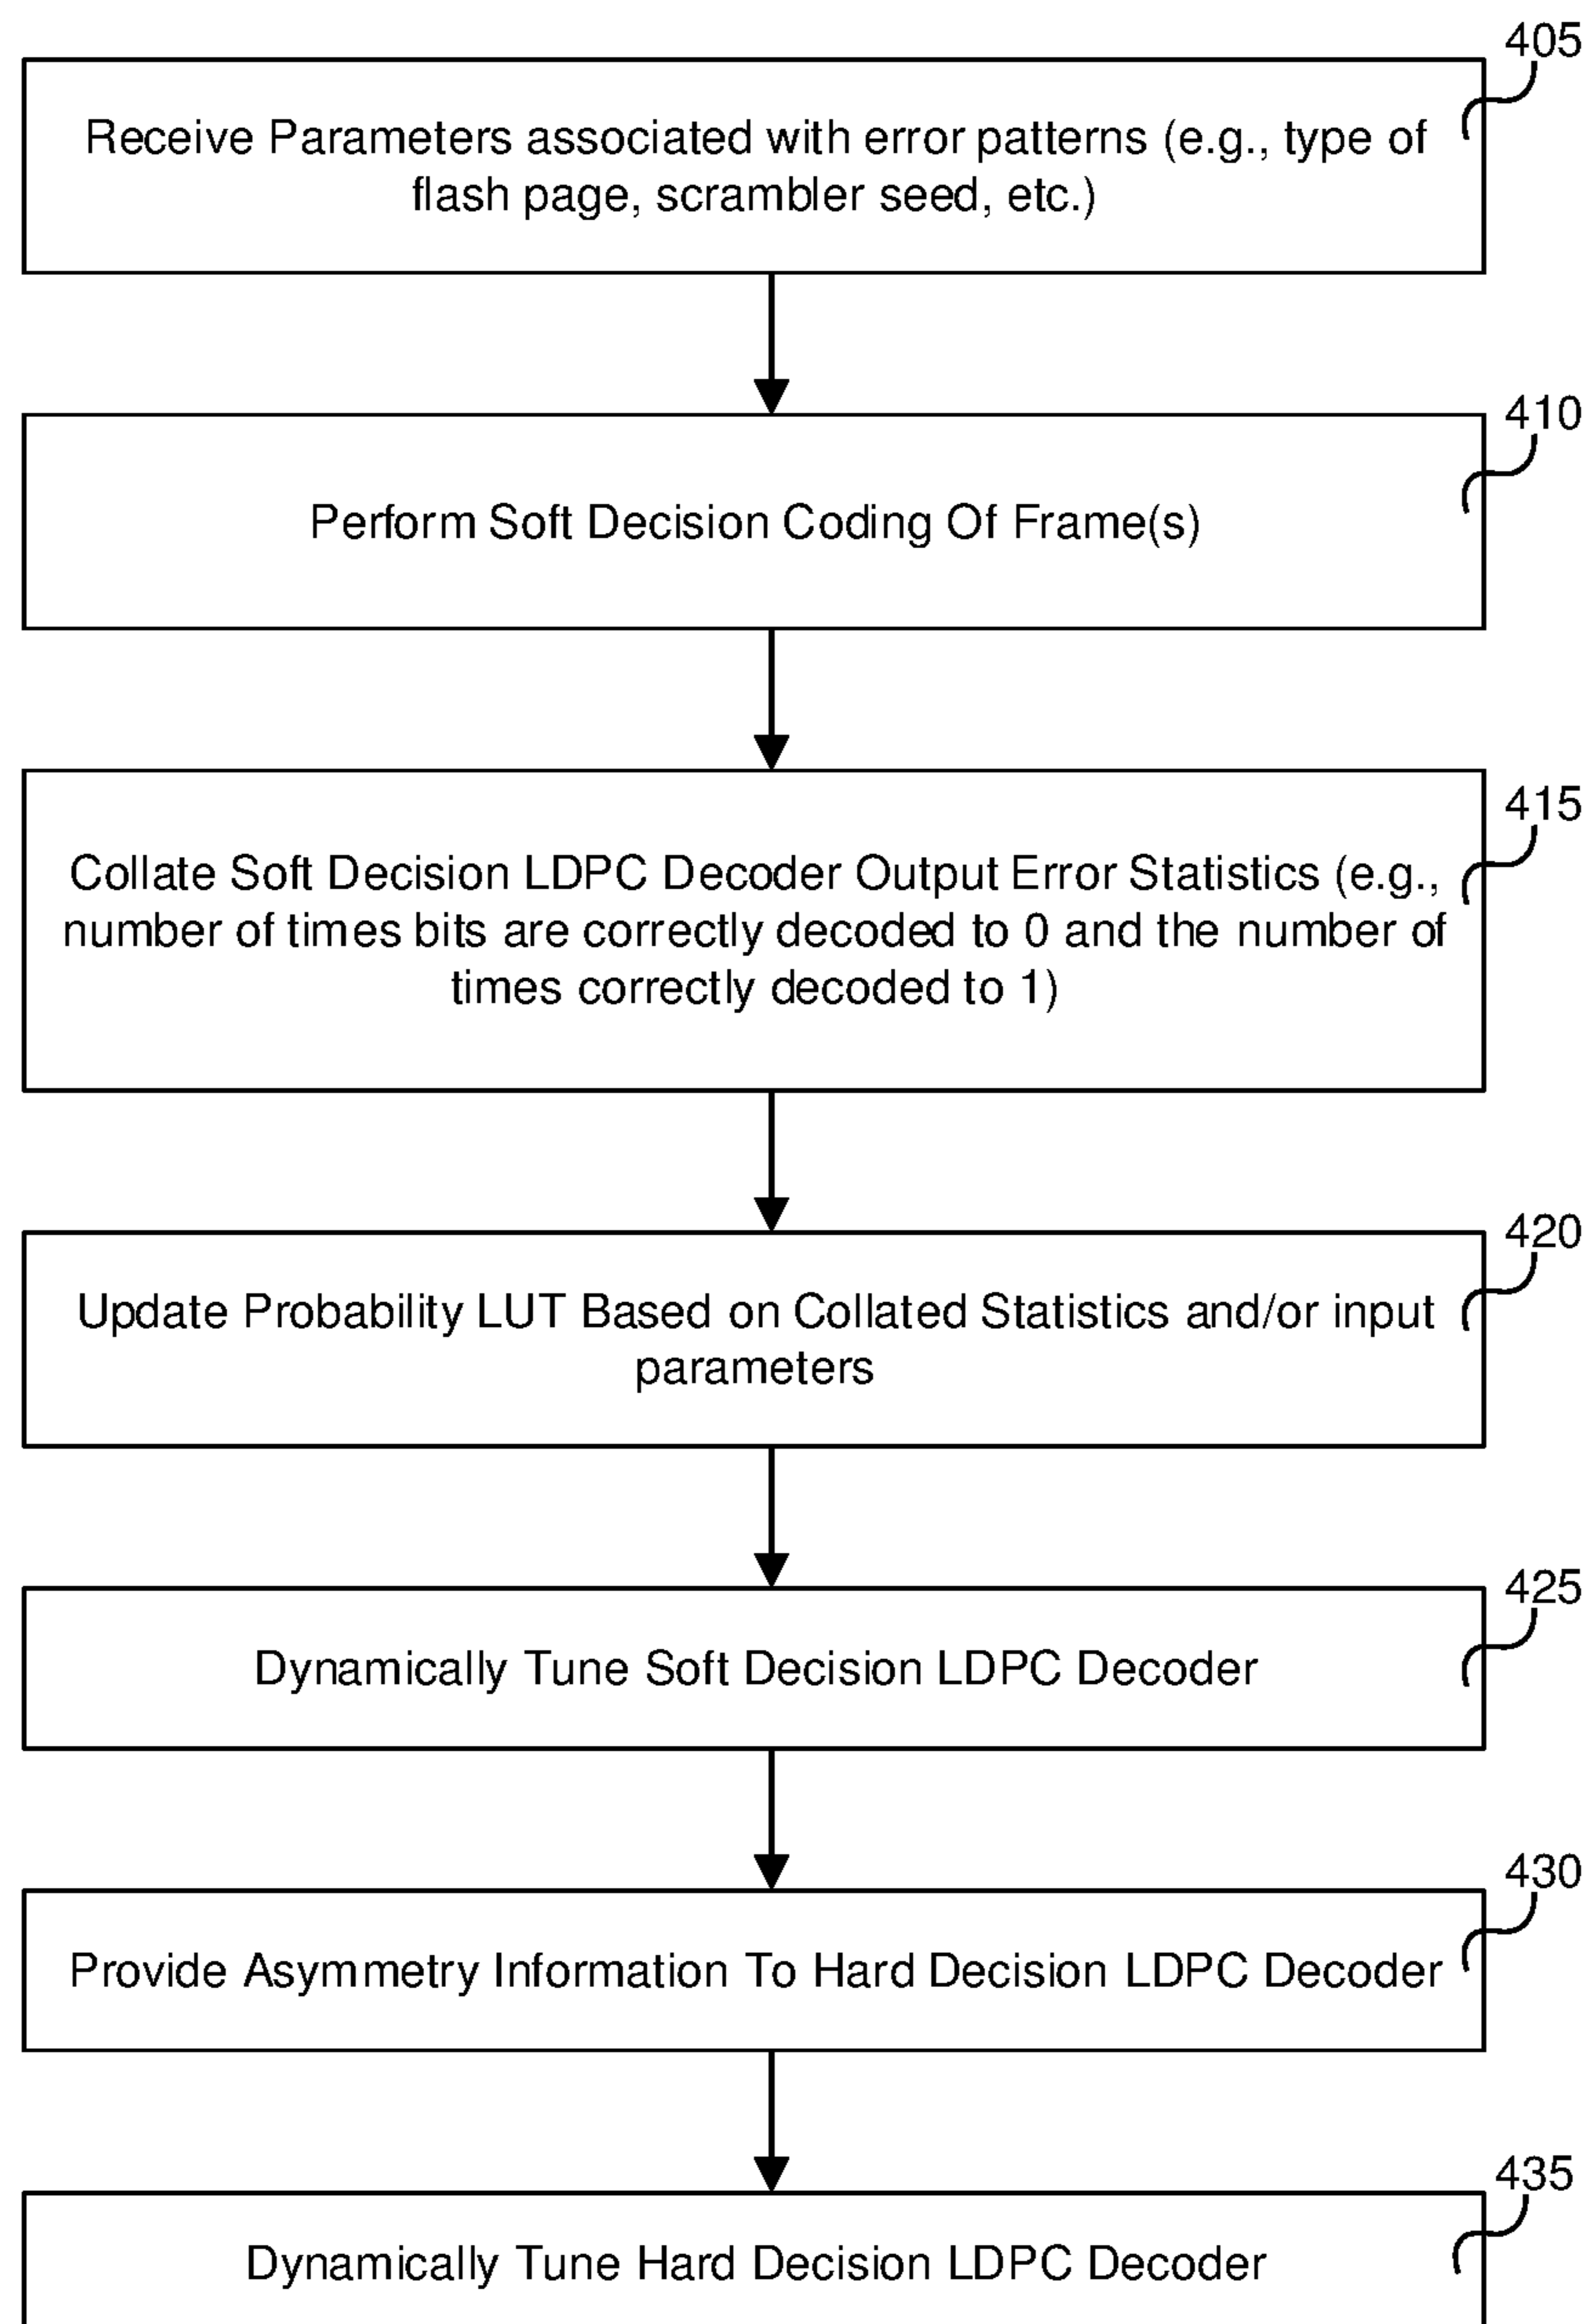 405
Receive Parameters associated with error patterns (e.g., type of
flash page, scrambler seed, etc.)
410
Perform Soft Decision Coding Of Frame(s)
415
Collate Soft Decision LDPC Decoder Output Error Statistics (e.g.,
number of times bits are correctly decoded to 0 and the number of
times correctly decoded to 1)
420
Update Probability LUT Based on Collated Statistics and/or input
parameters
425
Dynamically Tune Soft Decision LDPC Decoder
430
Provide Asymmetry Information To Hard Decision LDPC Decoder
435
Dynamically Tune Hard Decision LDPC Decoder